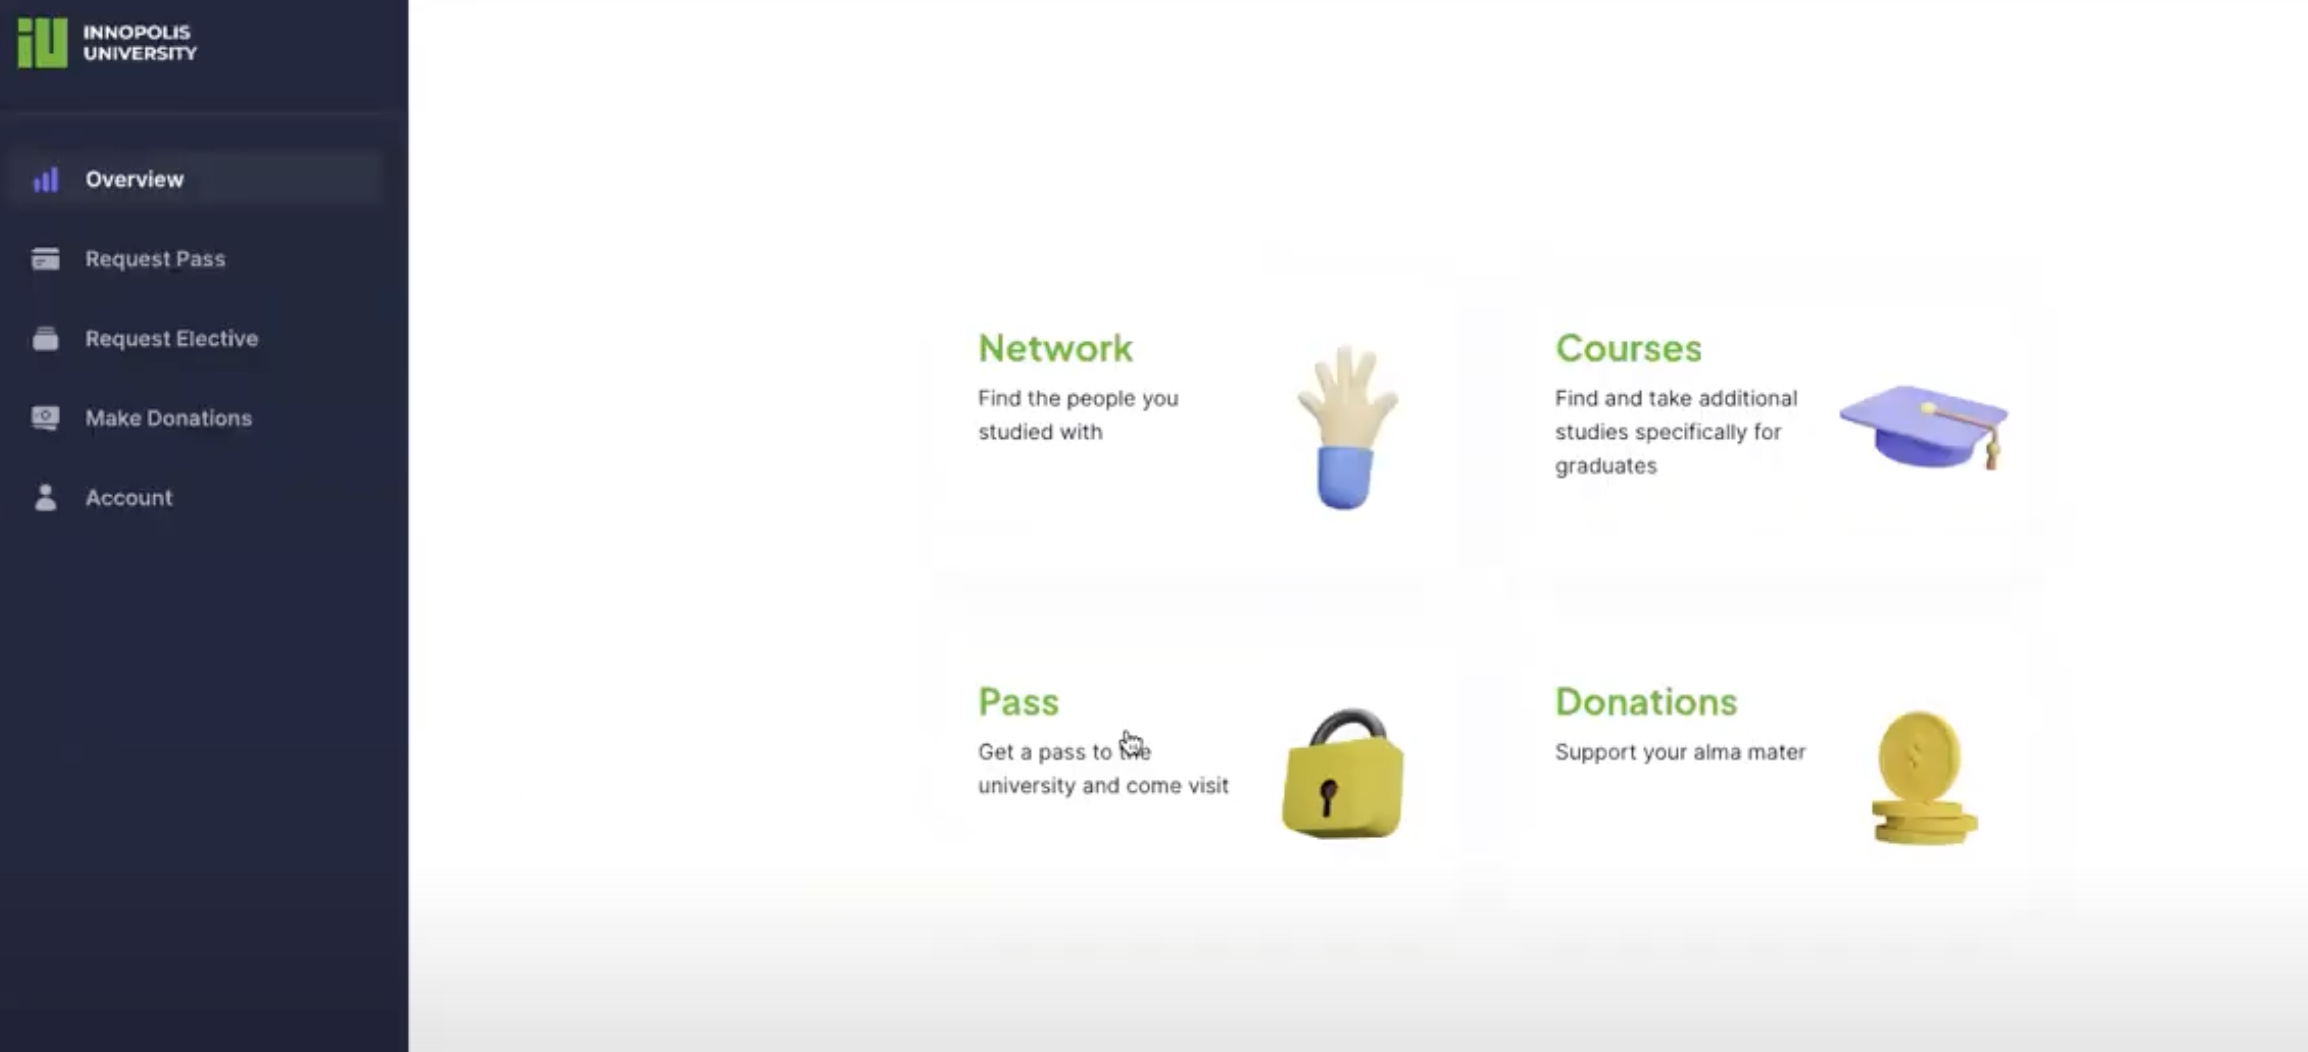 INNOPOLIS
UNIVERSITY
Overview
Request Pass
Request Elective
Make Donations
Account
Network
Find the people you
studied with
Courses
Find and take additional
studies specifically for
graduates
Pass
Get a pass to the
university and come visit
Donations
Support your alma mater